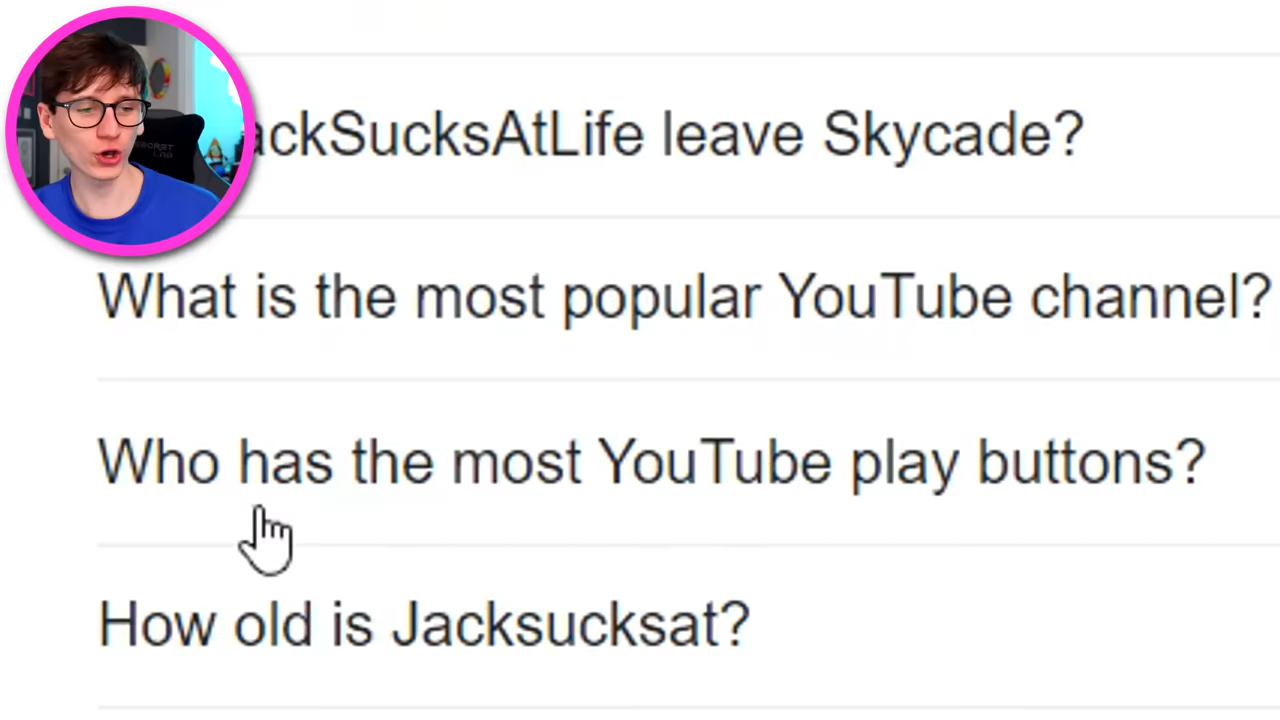 ackSucksAtLife leave Skycade?
What is the most popular YouTube channel?
Who has the most YouTube play buttons?
How old is Jacksucksat?